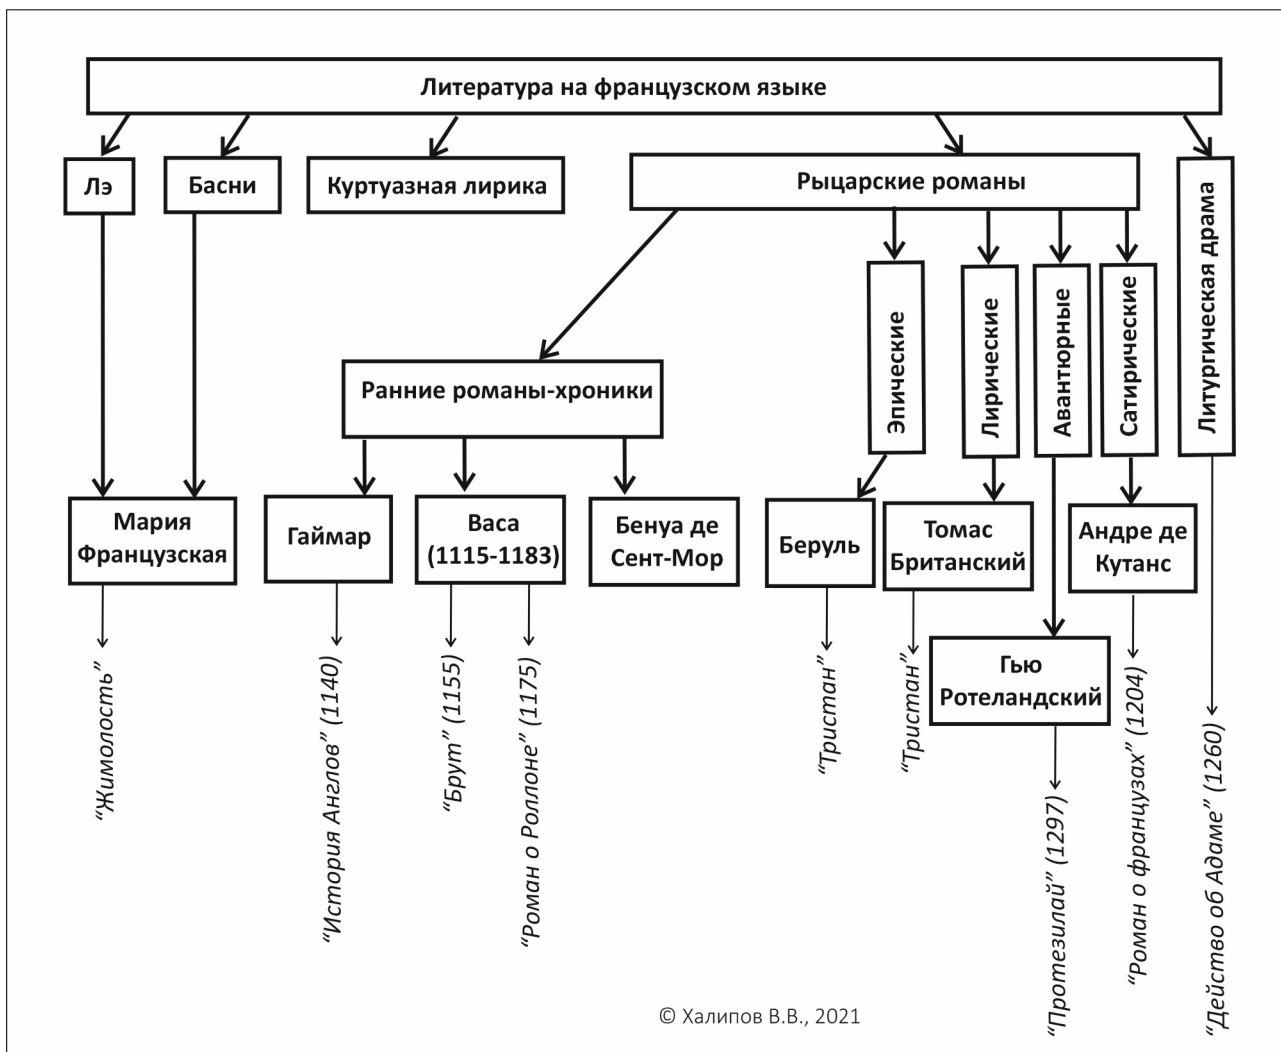 Литература на французском языке
Лэ
Басни
Куртуазная лирика
Рыцарские романы
Литургическая драма
Ранние романы-хроники
Эпические
Лирические
Авантюрные
Сатирические
Мария
Французская
Гаймар
Васа
(1115-1183)
Бенуа де
Сент-Мор
Беруль
Томас
Британский
Андре де
Кутанс
Гью
Ротеландский
“Жимолость”
“История Англов” (1140)
“Брут” (1155)
“Роман о Роллоне” (1175)
“Тристан”
“Тристан”
“Протезилай” (1297)
“Роман о французах” (1204)
“Действо об Адаме” (1260)
© Халипов В.В., 2021